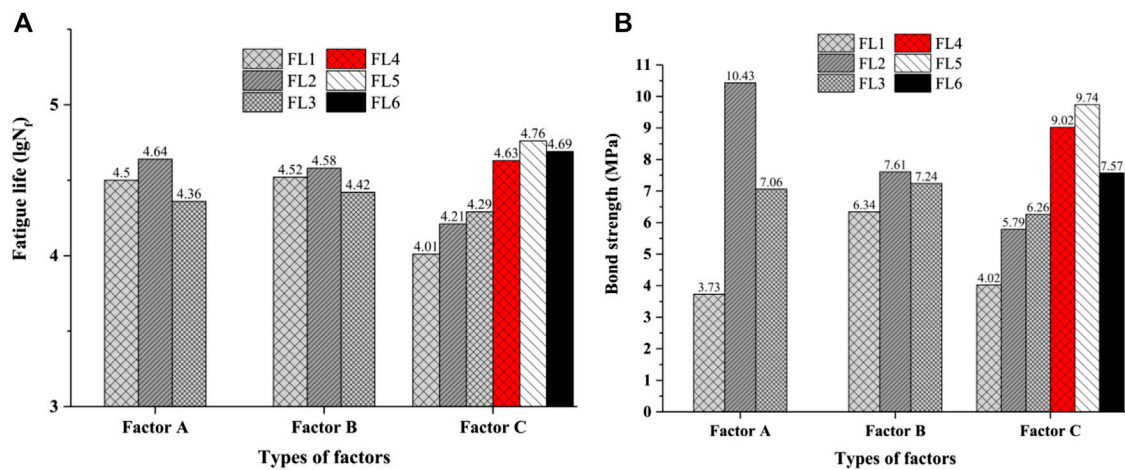 A
FL1 FL4
FL2 FL5
FL3 FL6
5
4
3
Fatigue life (lgNf)
4.5
4.64
4.36
4.52
4.58
4.42
4.01
4.21
4.29
4.63
4.76
4.69
Factor A Factor B Factor C
Types of factors
B
FL1 FL4
FL2 FL5
FL3 FL6
11
10
9
8
7
6
5
4
3
2
1
0
Bond strength (MPa)
3.73
10.43
7.06
6.34
7.61
7.24
4.02
5.79
6.26
9.02
9.74
7.57
Factor A Factor B Factor C
Types of factors